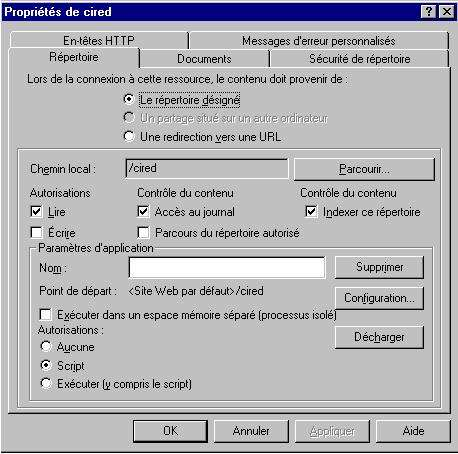 Propriétés de cired
En-têtes HTTP
Messages d'erreur personnalisés
Répertoire
Documents
Sécurité de répertoire
Lors de la connexion à cette ressource, le contenu doit provenir de :
Le répertoire désigné
Un partage situé sur un autre ordinateur
Une redirection vers une URL
Chemin local :
/cired
Parcourir...
Autorisations
Contrôle du contenu
Contrôle du contenu
Lire
Accès au journal
Indexer ce répertoire
Écrire
Parcours du répertoire autorisé
Paramètres d'application
Nom :
Supprimer
Point de départ :
<Site Web par défaut>/cired
Configuration...
Exécuter dans un espace mémoire séparé (processus isolé)
Autorisations :
Décharger
Aucune
Script
Exécuter (y compris le script)
OK
Annuler
Appliquer
Aide